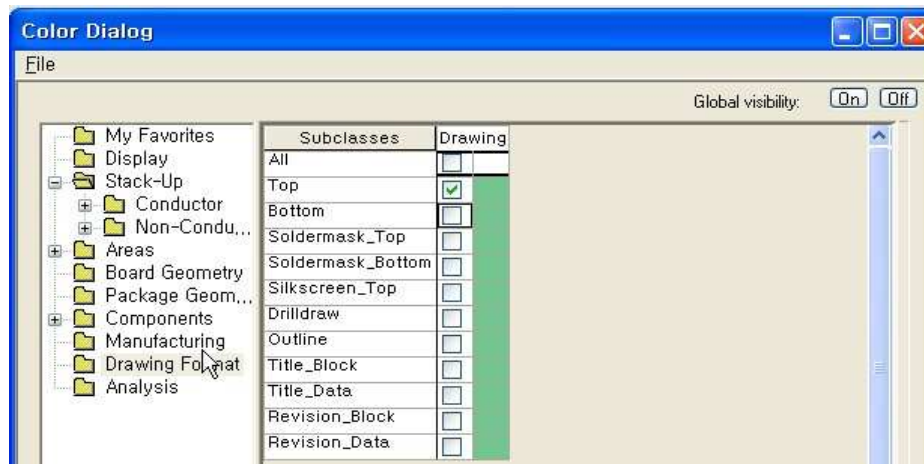 Color Dialog
File
Global visibility: On Off
My Favorites
Display
Stack-Up
Conductor
Non-Condu...
Areas
Board Geometry
Package Geom...
Components
Manufacturing
Drawing Format
Analysis
Subclasses Drawing
All
Top
Bottom
Soldermask_Top
Soldermask_Bottom
Silkscreen_Top
Drilldraw
Outline
Title_Block
Title_Data
Revision_Block
Revision_Data